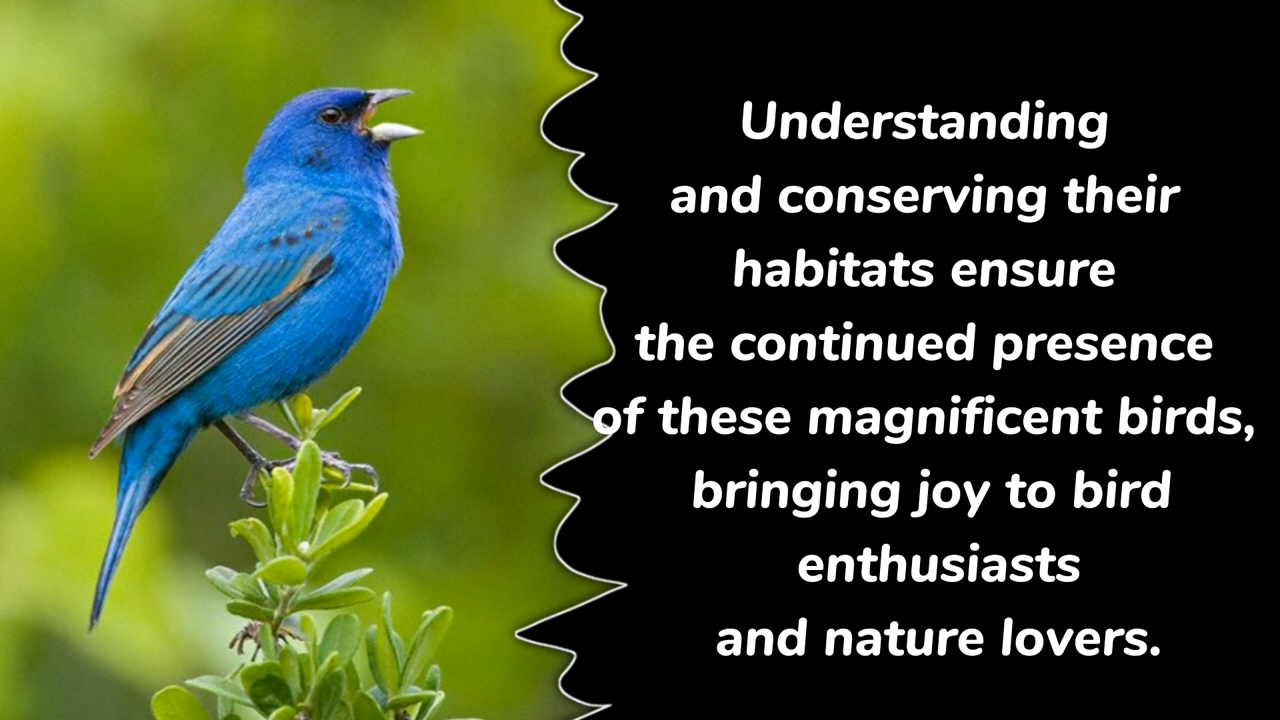 Understanding
and conserving their
habitats ensure
the continued presence
of these magnificent birds,
bringing joy to bird
enthusiasts
and nature lovers.